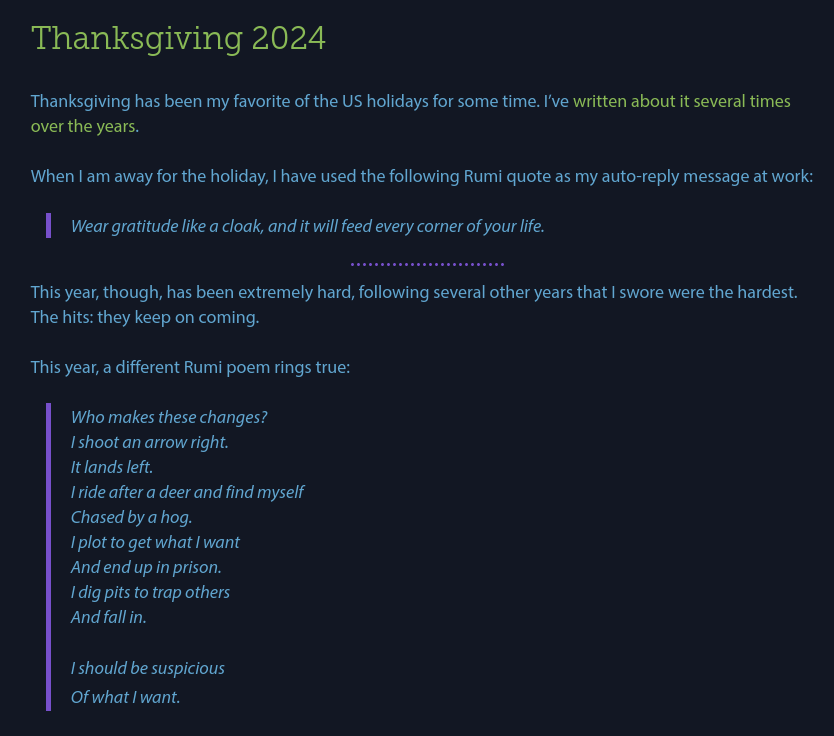 Thanksgiving 2024
Thanksgiving has been my favorite of the US holidays for some time. I’ve written about it several times
over the years.
When I am away for the holiday, I have used the following Rumi quote as my auto-reply message at work:
Wear gratitude like a cloak, and it will feed every corner of your life.
This year, though, has been extremely hard, following several other years that I swore were the hardest.
The hits: they keep on coming.
This year, a different Rumi poem rings true:
Who makes these changes?
I shoot an arrow right.
It lands left.
I ride after a deer and find myself
Chased by a hog.
I plot to get what I want
And end up in prison.
I dig pits to trap others
And fall in.
I should be suspicious
Of what I want.